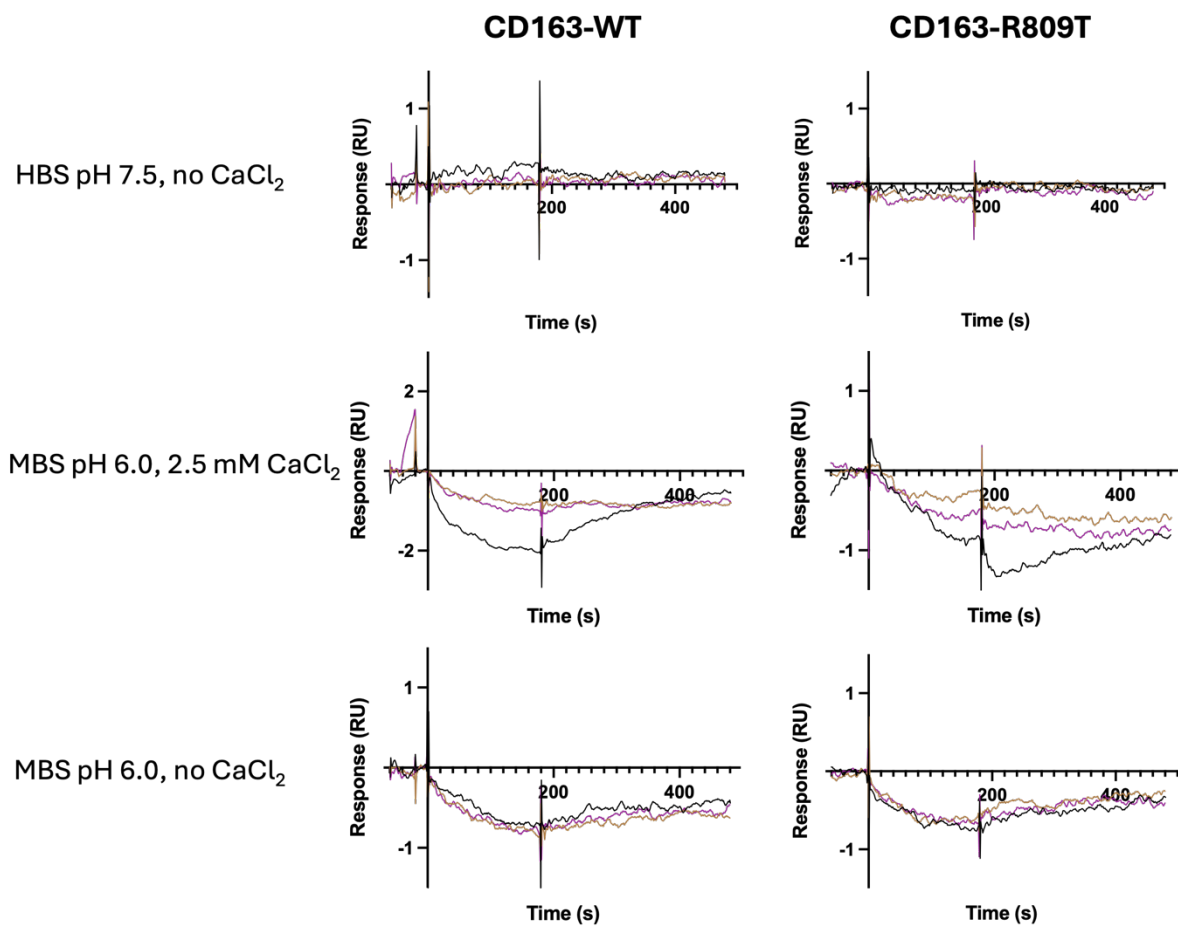 CD163-WT
CD163-R809T
HBS pH 7.5, no CaCl₂
Response (RU)
1
-1
200
400
Time (s)
Response (RU)
1
-1
200
400
Time (s)
MBS pH 6.0, 2.5 mM CaCl₂
Response (RU)
2
-2
200
400
Time (s)
Response (RU)
1
-1
200
400
Time (s)
MBS pH 6.0, no CaCl₂
Response (RU)
1
-1
200
400
Time (s)
Response (RU)
1
-1
200
400
Time (s)